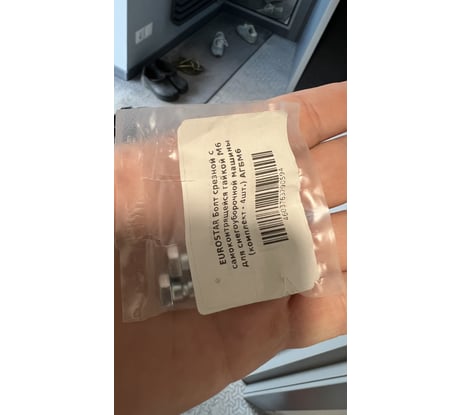 EUROSTAR Болт срезной с
самоконтрящейся гайкой М6
для снегоуборочной машины
(комплект - 4шт.) АГБМ6